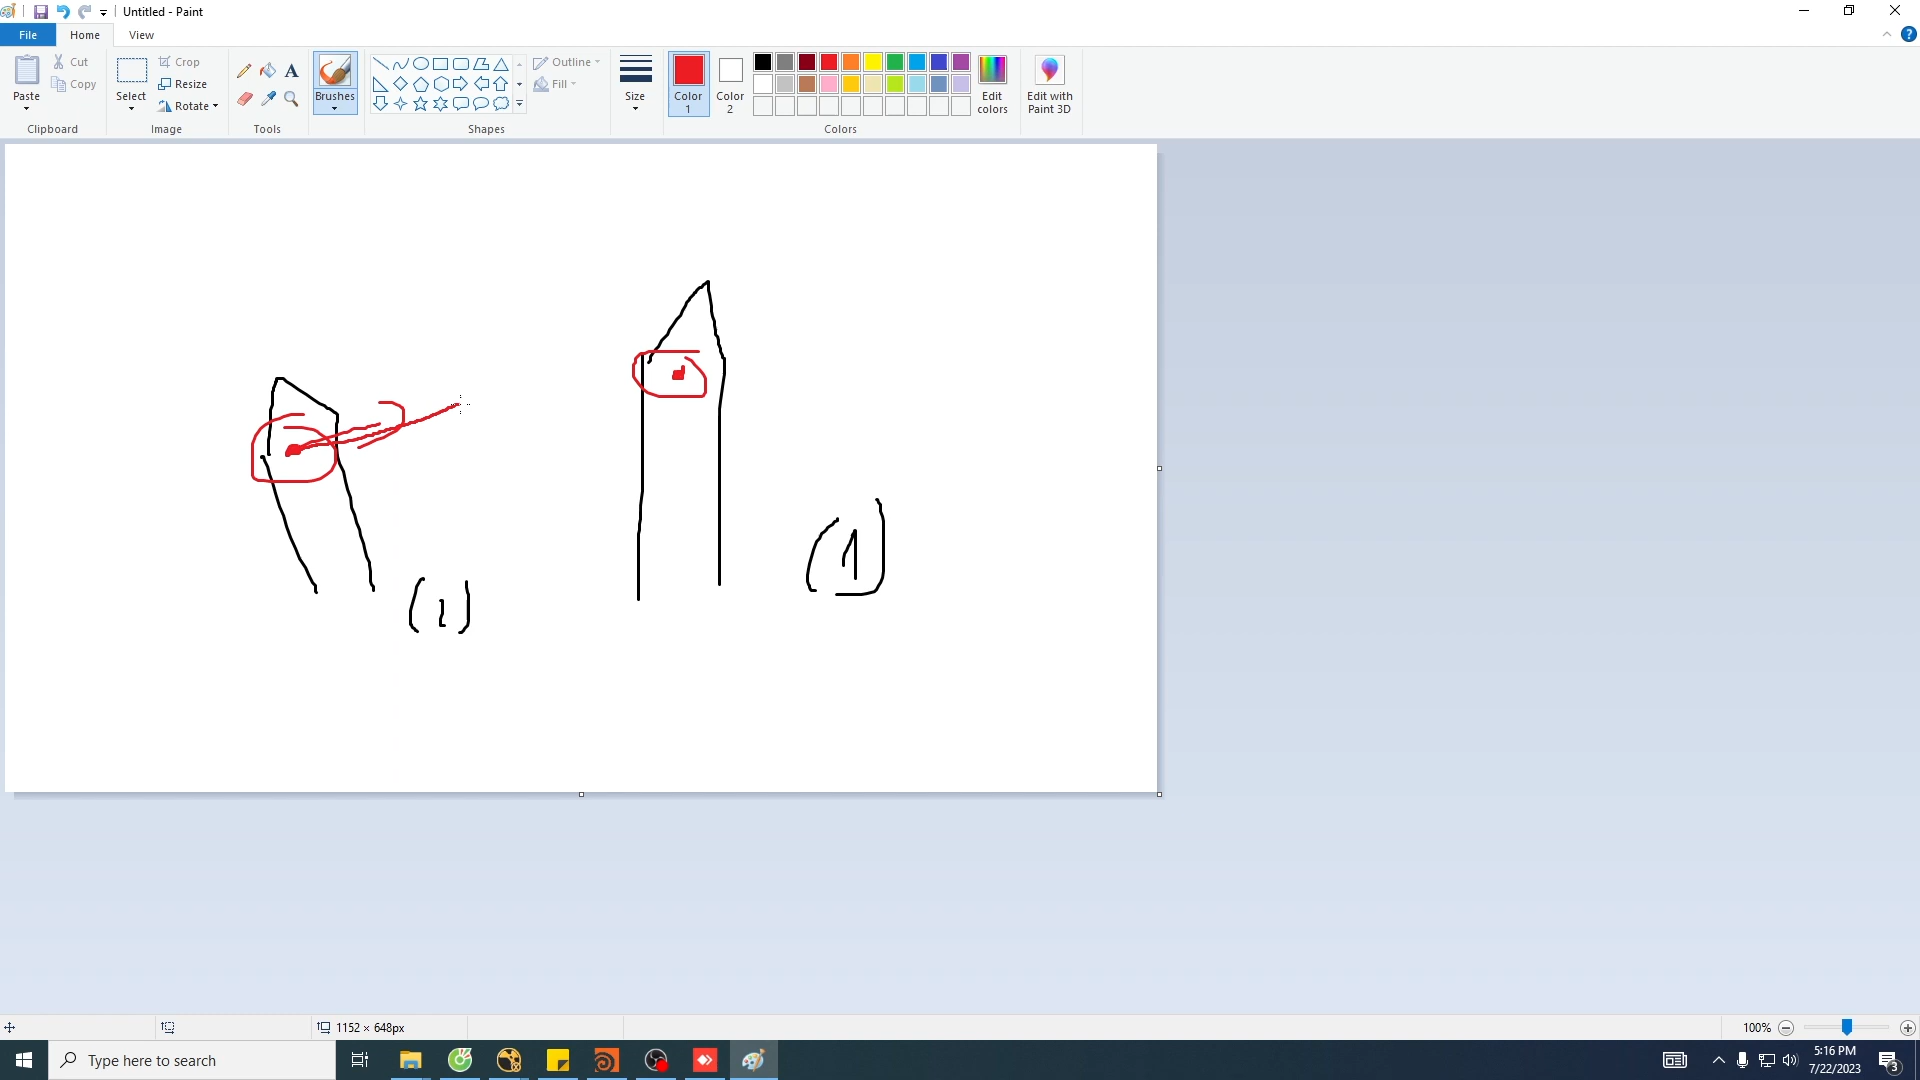 Untitled - Paint
File Home View
Paste
Cut
Copy
Clipboard
Select
Crop
Resize
Rotate
Image
A
Tools
Brushes
Shapes
Outline
Fill
Size
Color 1
Color 2
Edit colors
Colors
Edit with Paint 3D
(1)
1152 × 648px
100%
Type here to search
5:16 PM
7/22/2023
3